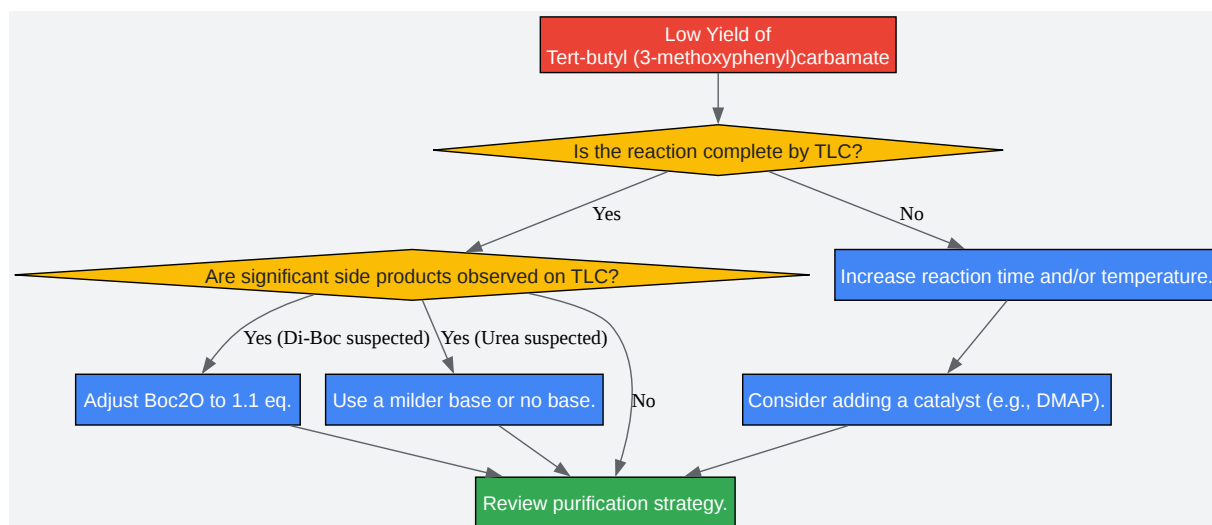 Low Yield of
Tert-butyl (3-methoxyphenyl)carbamate
Is the reaction complete by TLC?
Yes
No
Are significant side products observed on TLC?
Increase reaction time and/or temperature.
Yes (Di-Boc suspected)
Yes (Urea suspected)
No
Adjust Boc2O to 1.1 eq.
Use a milder base or no base.
Consider adding a catalyst (e.g., DMAP).
Review purification strategy.